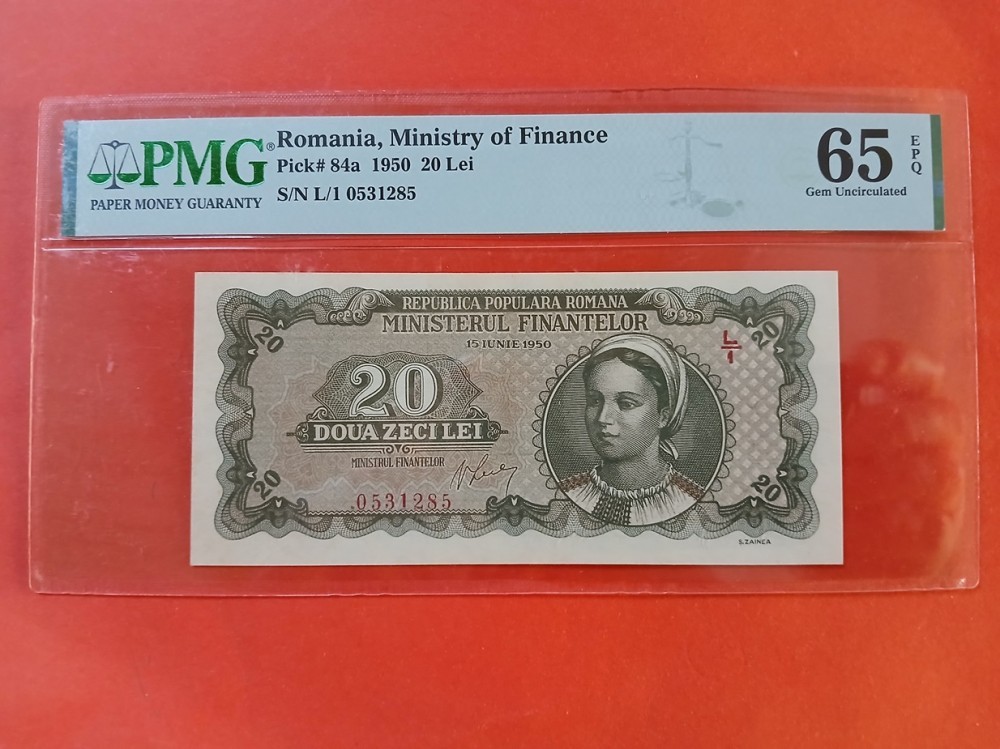 PMG®
PAPER MONEY GUARANTY
Romania, Ministry of Finance
Pick# 84a 1950 20 Lei
S/N L/1 0531285
65 EPQ
Gem Uncirculated
REPUBLICA POPULARA ROMANA
MINISTERUL FINANTELOR
15 IUNIE 1950
20
20
L/1
20
DOUA ZECI LEI
MINISTRUL FINANTELOR
.0531285
20
20
S.ZAINEA